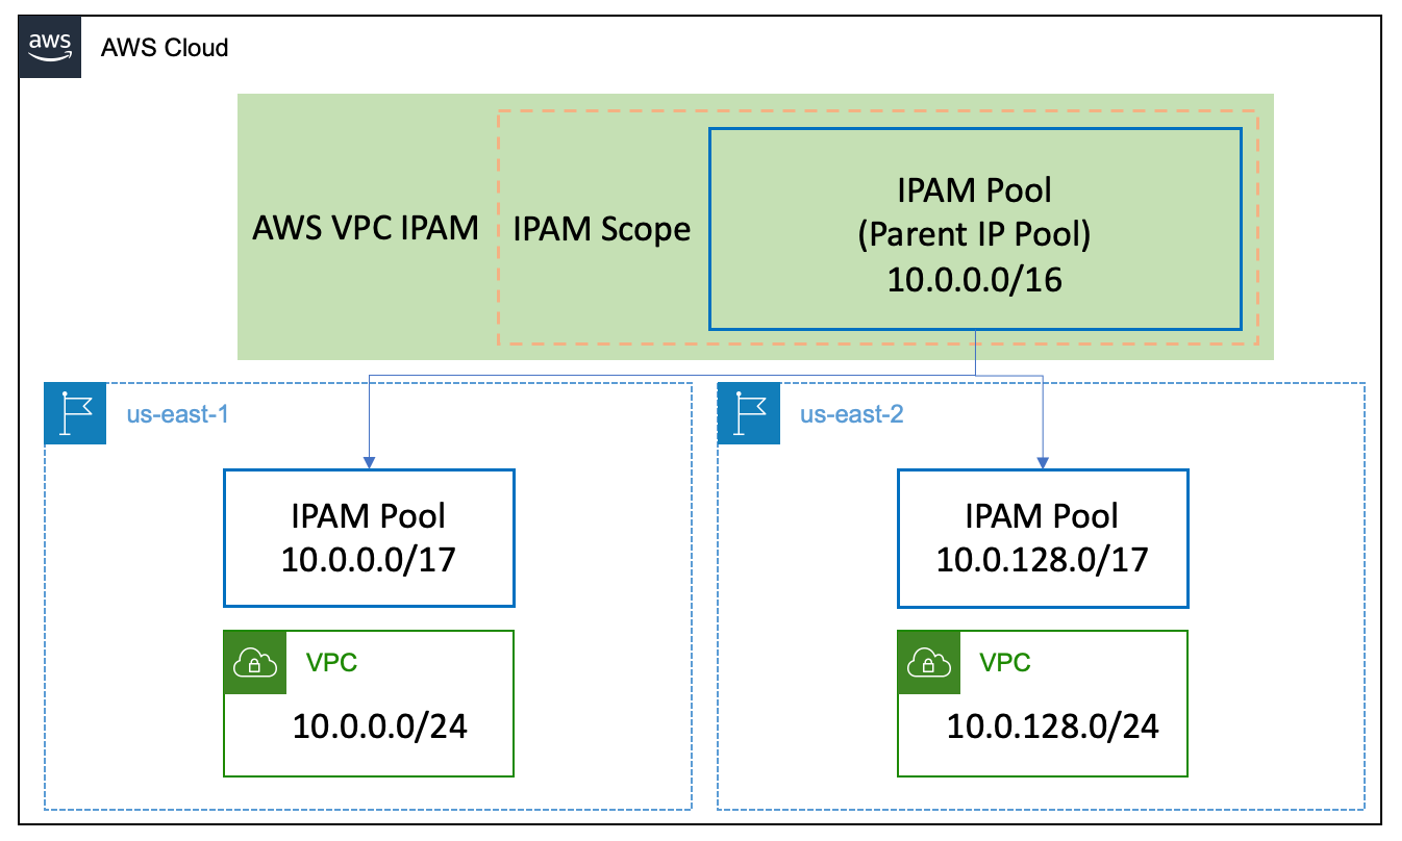 aws
AWS Cloud
AWS VPC IPAM
IPAM Scope
IPAM Pool
(Parent IP Pool)
10.0.0.0/16
us-east-1
IPAM Pool
10.0.0.0/17
VPC
10.0.0.0/24
us-east-2
IPAM Pool
10.0.128.0/17
VPC
10.0.128.0/24